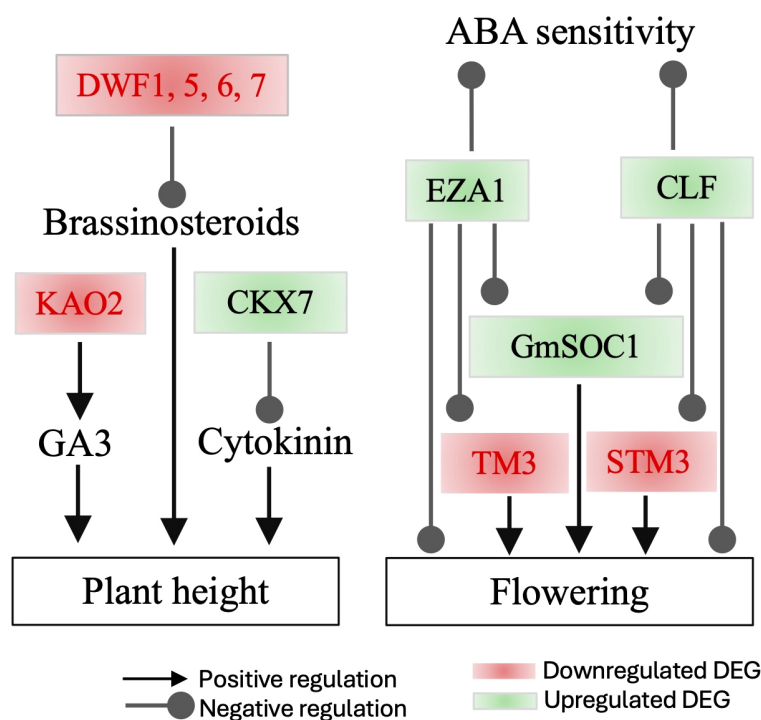 DWF1, 5, 6, 7
Brassinosteroids
KAO2
CKX7
GA3
Cytokinin
Plant height
ABA sensitivity
EZA1
CLF
GmSOC1
TM3
STM3
Flowering
Positive regulation
Negative regulation
Downregulated DEG
Upregulated DEG